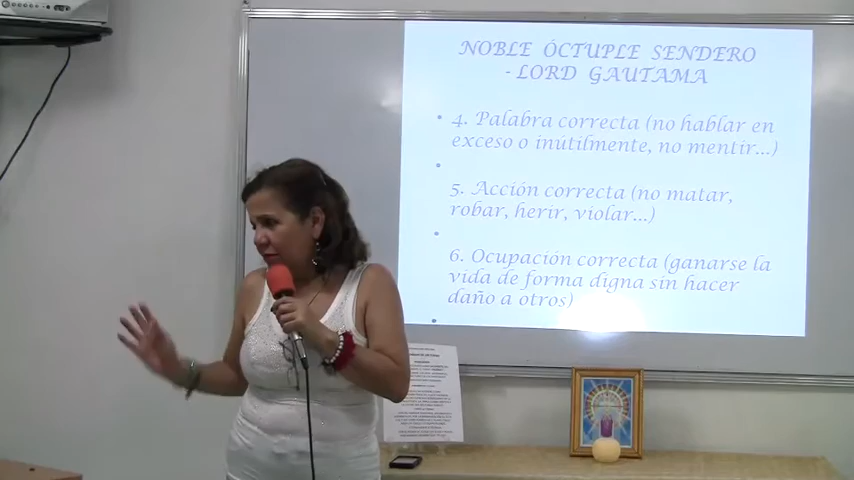 NOBLE ÓCTUPLE SENDERO
- LORD GAUTAMA
• 4. Palabra correcta (no hablar en
exceso o inútilmente, no mentir...)
• 5. Acción correcta (no matar,
robar, herir, violar...)
• 6. Ocupación correcta (ganarse la
vida de forma digna sin hacer
daño a otros)